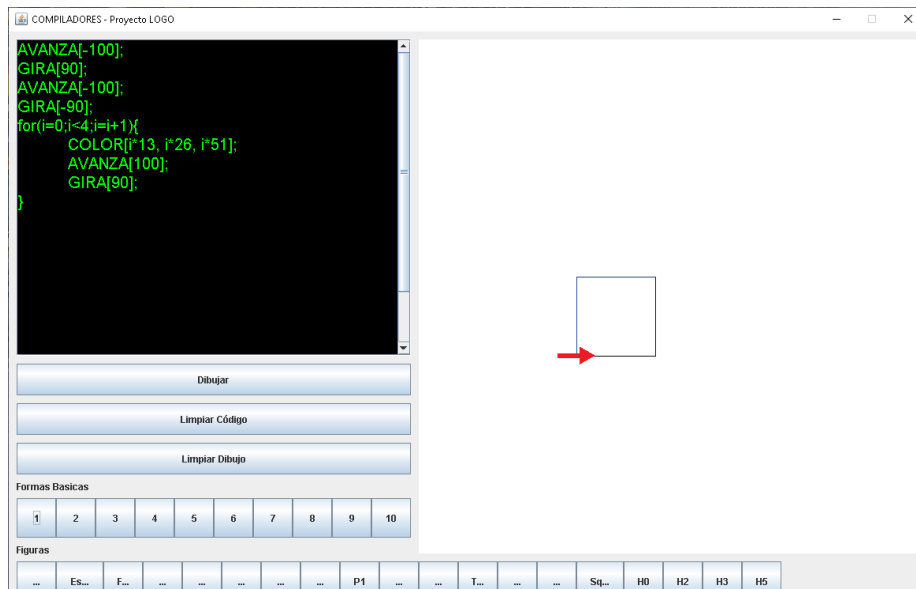 COMPILADORES - Proyecto LOGO
AVANZA[-100];
GIRA[90];
AVANZA[-100];
GIRA[-90];
for(i=0;i<4;i=i+1){
COLOR[i*13, i*26, i*51];
AVANZA[100];
GIRA[90];
}
Dibujar
Limpiar Código
Limpiar Dibujo
Formas Basicas
1 2 3 4 5 6 7 8 9 10
Figuras
... Es... F... ... ... ... ... ... P1 ... ... T... ... ... Sq... H0 H2 H3 H5